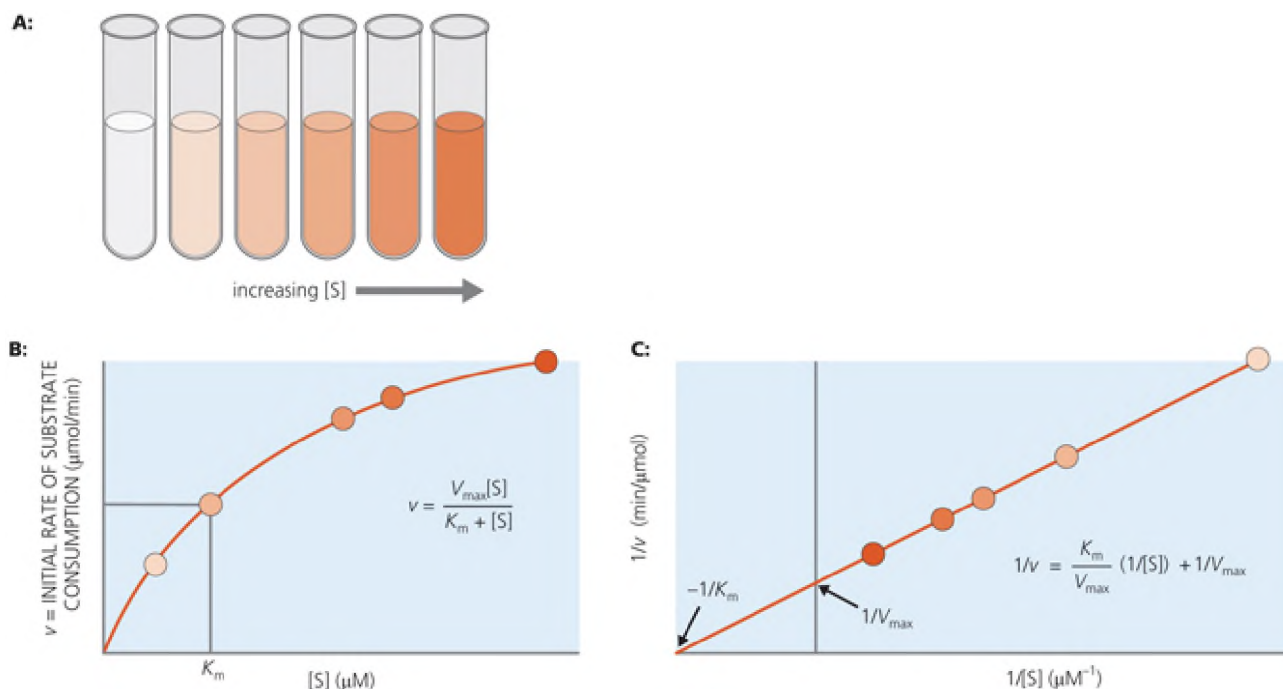 A:
increasing [S]
B:
v = INITIAL RATE OF SUBSTRATE
CONSUMPTION (μmol/min)
v = Vmax[S] / Km + [S]
Km
[S] (μM)
C:
1/v (min/μmol)
1/v = Km / Vmax (1/[S]) + 1/Vmax
–1/Km
1/Vmax
1/[S] (μM⁻¹)